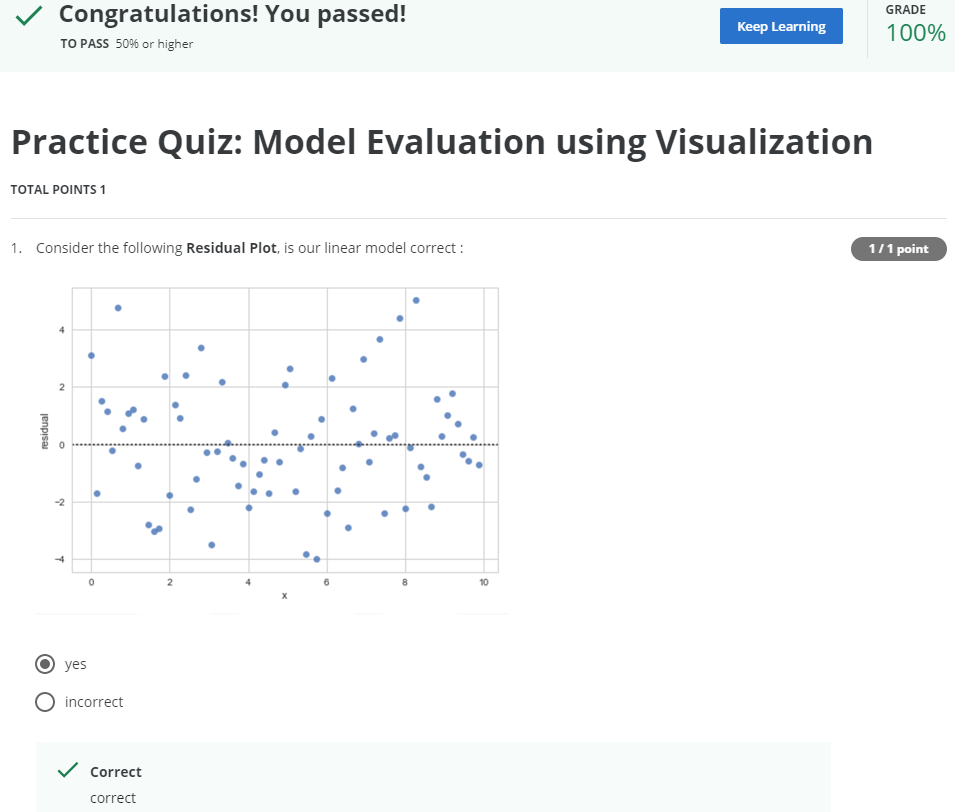 Congratulations! You passed!
TO PASS 50% or higher
Keep Learning
GRADE
100%
Practice Quiz: Model Evaluation using Visualization
TOTAL POINTS 1
1. Consider the following Residual Plot, is our linear model correct :
1 / 1 point
4
2
0
−2
−4
residual
0 2 4 6 8 10
x
yes
incorrect
Correct
correct